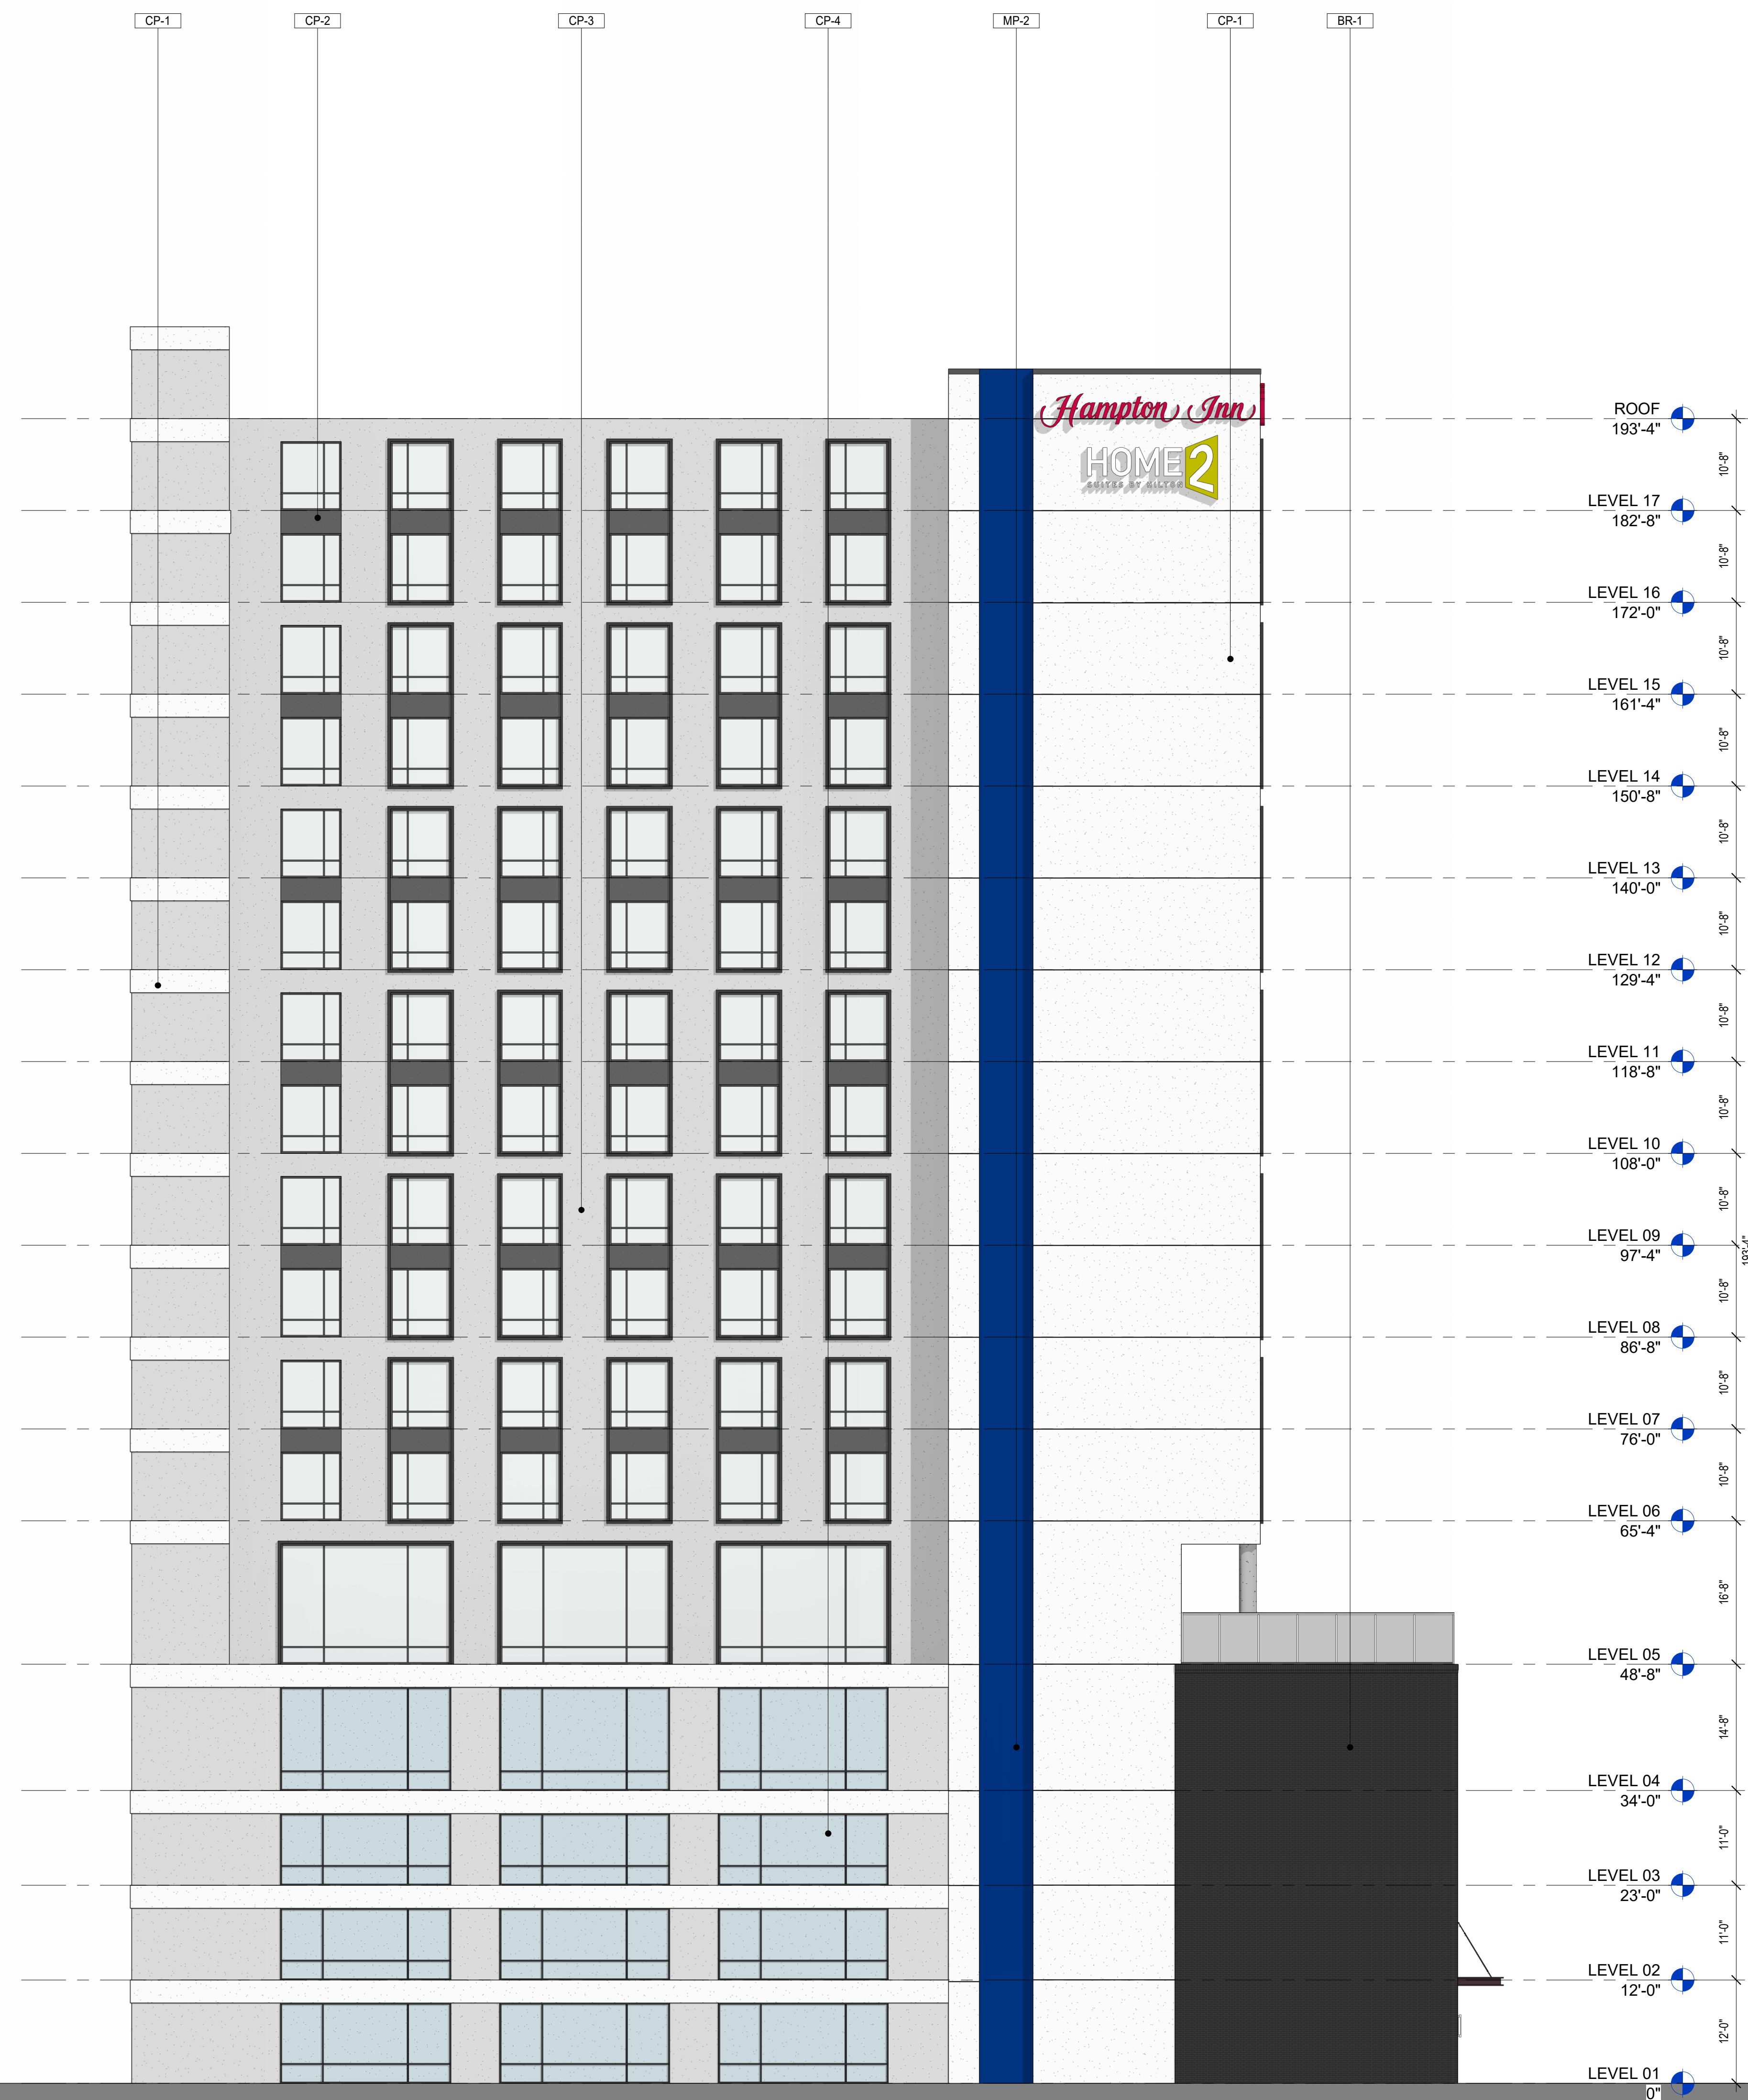 CP-1 CP-2 CP-3 CP-4 MP-2 CP-1 BR-1
Hampton Inn
HOME2
SUITES BY HILTON
ROOF
193'-4"
10'-8"
LEVEL 17
182'-8"
10'-8"
LEVEL 16
172'-0"
10'-8"
LEVEL 15
161'-4"
10'-8"
LEVEL 14
150'-8"
10'-8"
LEVEL 13
140'-0"
10'-8"
LEVEL 12
129'-4"
10'-8"
LEVEL 11
118'-8"
10'-8"
LEVEL 10
108'-0"
10'-8"
LEVEL 09
97'-4"
193'-4"
10'-8"
LEVEL 08
86'-8"
10'-8"
LEVEL 07
76'-0"
10'-8"
LEVEL 06
65'-4"
16'-8"
LEVEL 05
48'-8"
14'-8"
LEVEL 04
34'-0"
11'-0"
LEVEL 03
23'-0"
11'-0"
LEVEL 02
12'-0"
12'-0"
LEVEL 01
0"